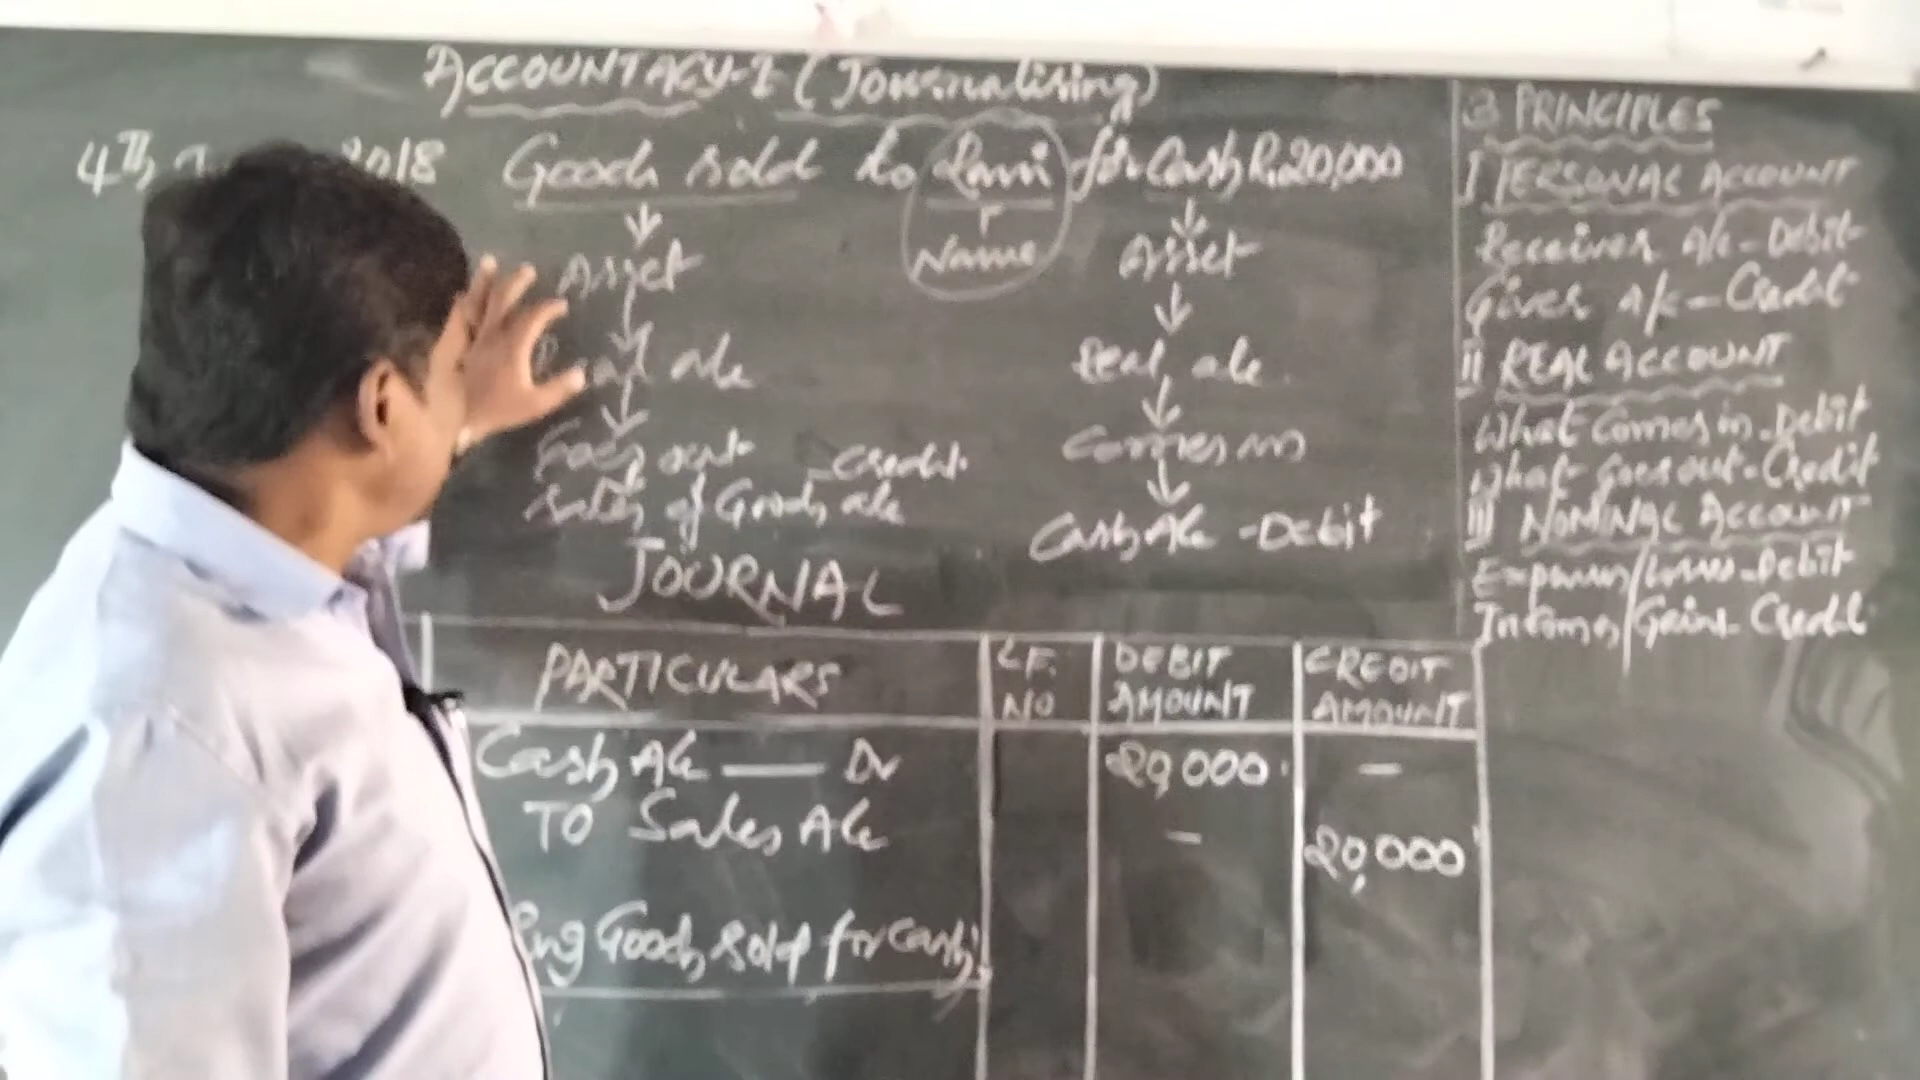 ACCOUNTACY-I (Journalising)
4th 2018 Goods sold to Rani for Cash Rs.20,000
Name
Asset
Real a/c
Goes out - Credit
Sales of Goods a/c
Asset
Real a/c
Comes in
Cash A/c - Debit
JOURNAL
PARTICULARS
L.F. NO
DEBIT AMOUNT
CREDIT AMOUNT
Cash A/c —— Dr 20,000 —
TO Sales A/c — 20,000
Goods sold for cash
3 PRINCIPLES
I PERSONAL ACCOUNT
Receiver A/c - Debit
Giver A/c - Credit
II REAL ACCOUNT
What Comes in - Debit
What Goes out - Credit
III NOMINAL ACCOUNT
Expenses/Losses - Debit
Incomes/Gains - Credit